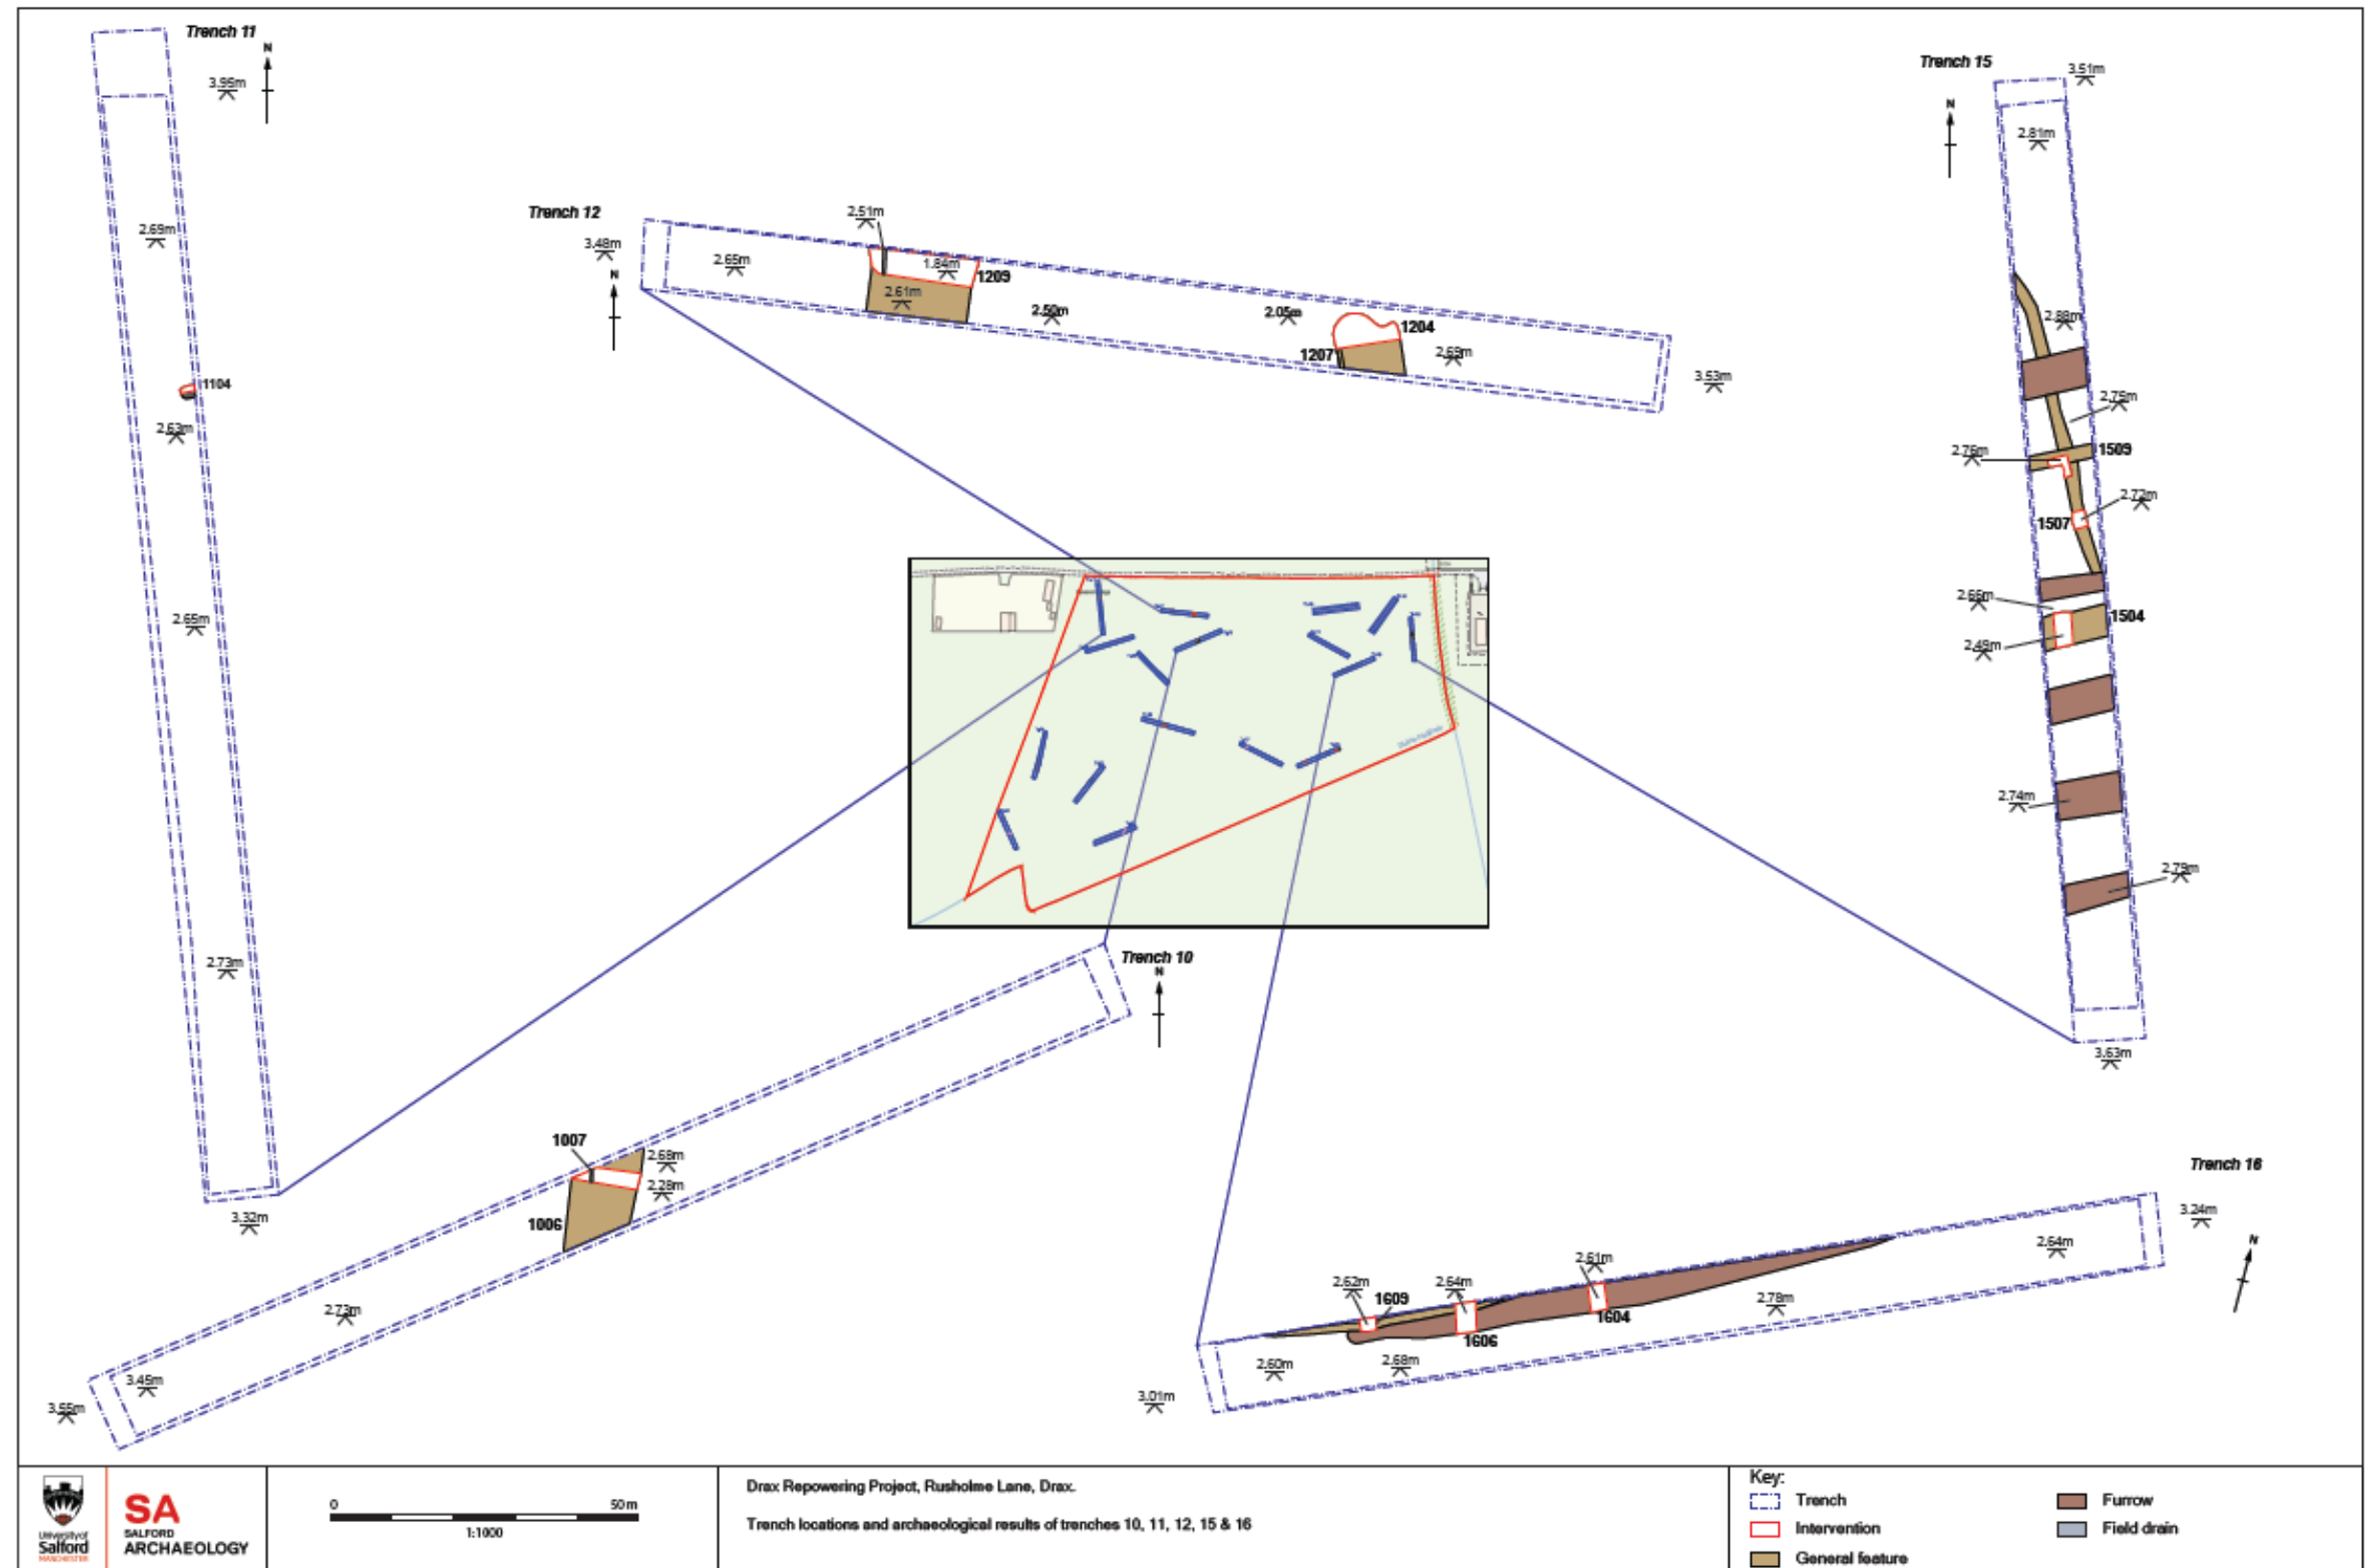 Trench 11
N
3.95m
2.69m
1104
2.63m
2.65m
2.73m
3.32m
Trench 12
3.48m
N
2.65m
2.51m
1.84m
1209
2.61m
2.50m
2.05m
1204
1207
2.69m
3.53m
Trench 15
N
3.51m
2.81m
2.88m
2.75m
2.76m
1509
2.72m
1507
2.66m
1504
2.49m
2.74m
2.79m
3.63m
Trench 10
N
1007
2.68m
2.28m
1006
2.73m
3.45m
3.55m
Trench 16
3.24m
N
2.64m
2.61m
2.62m
1609
2.64m
2.78m
1604
1606
2.60m
2.68m
3.01m
University of
Salford
MANCHESTER
SA
SALFORD
ARCHAEOLOGY
0 50 m
1:1000
Drax Repowering Project, Rusholme Lane, Drax.
Trench locations and archaeological results of trenches 10, 11, 12, 15 & 16
Key:
Trench
Intervention
General feature
Furrow
Field drain